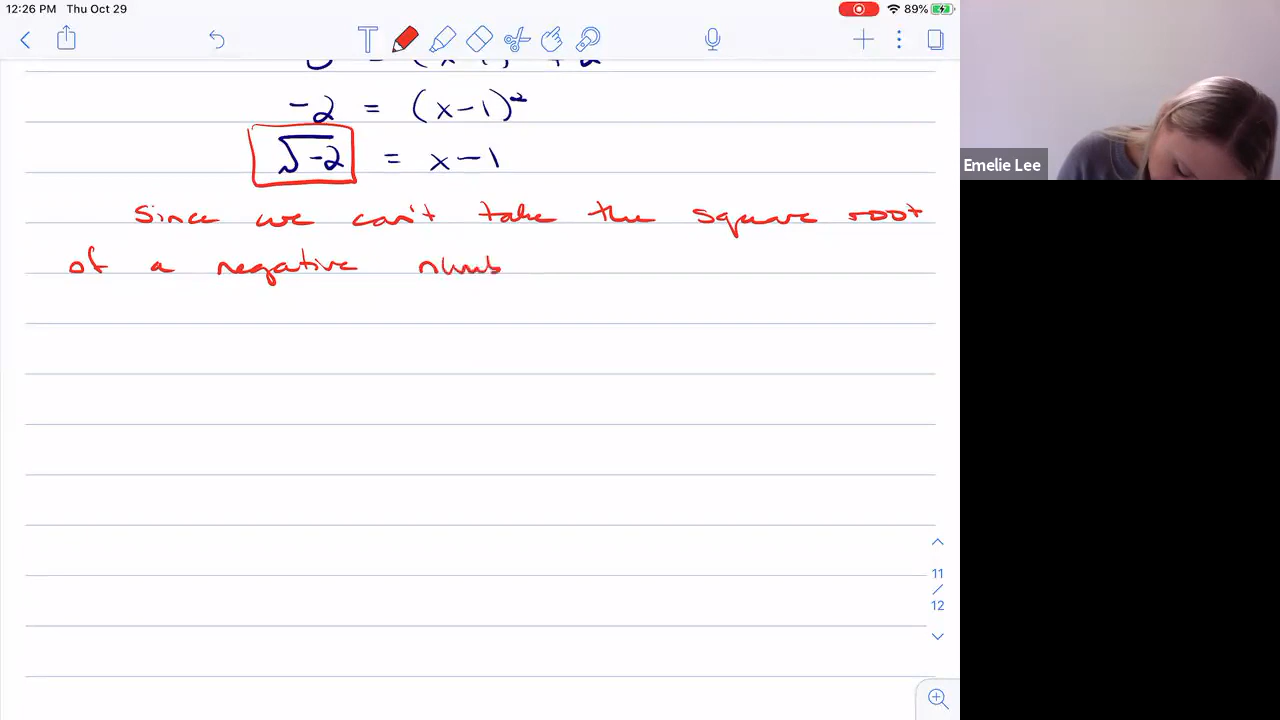 12:26 PM Thu Oct 29
89%
-2 = (x-1)²
√-2 = x-1
Since we can't take the square root
of a negative numb
11
/
12
Emelie Lee